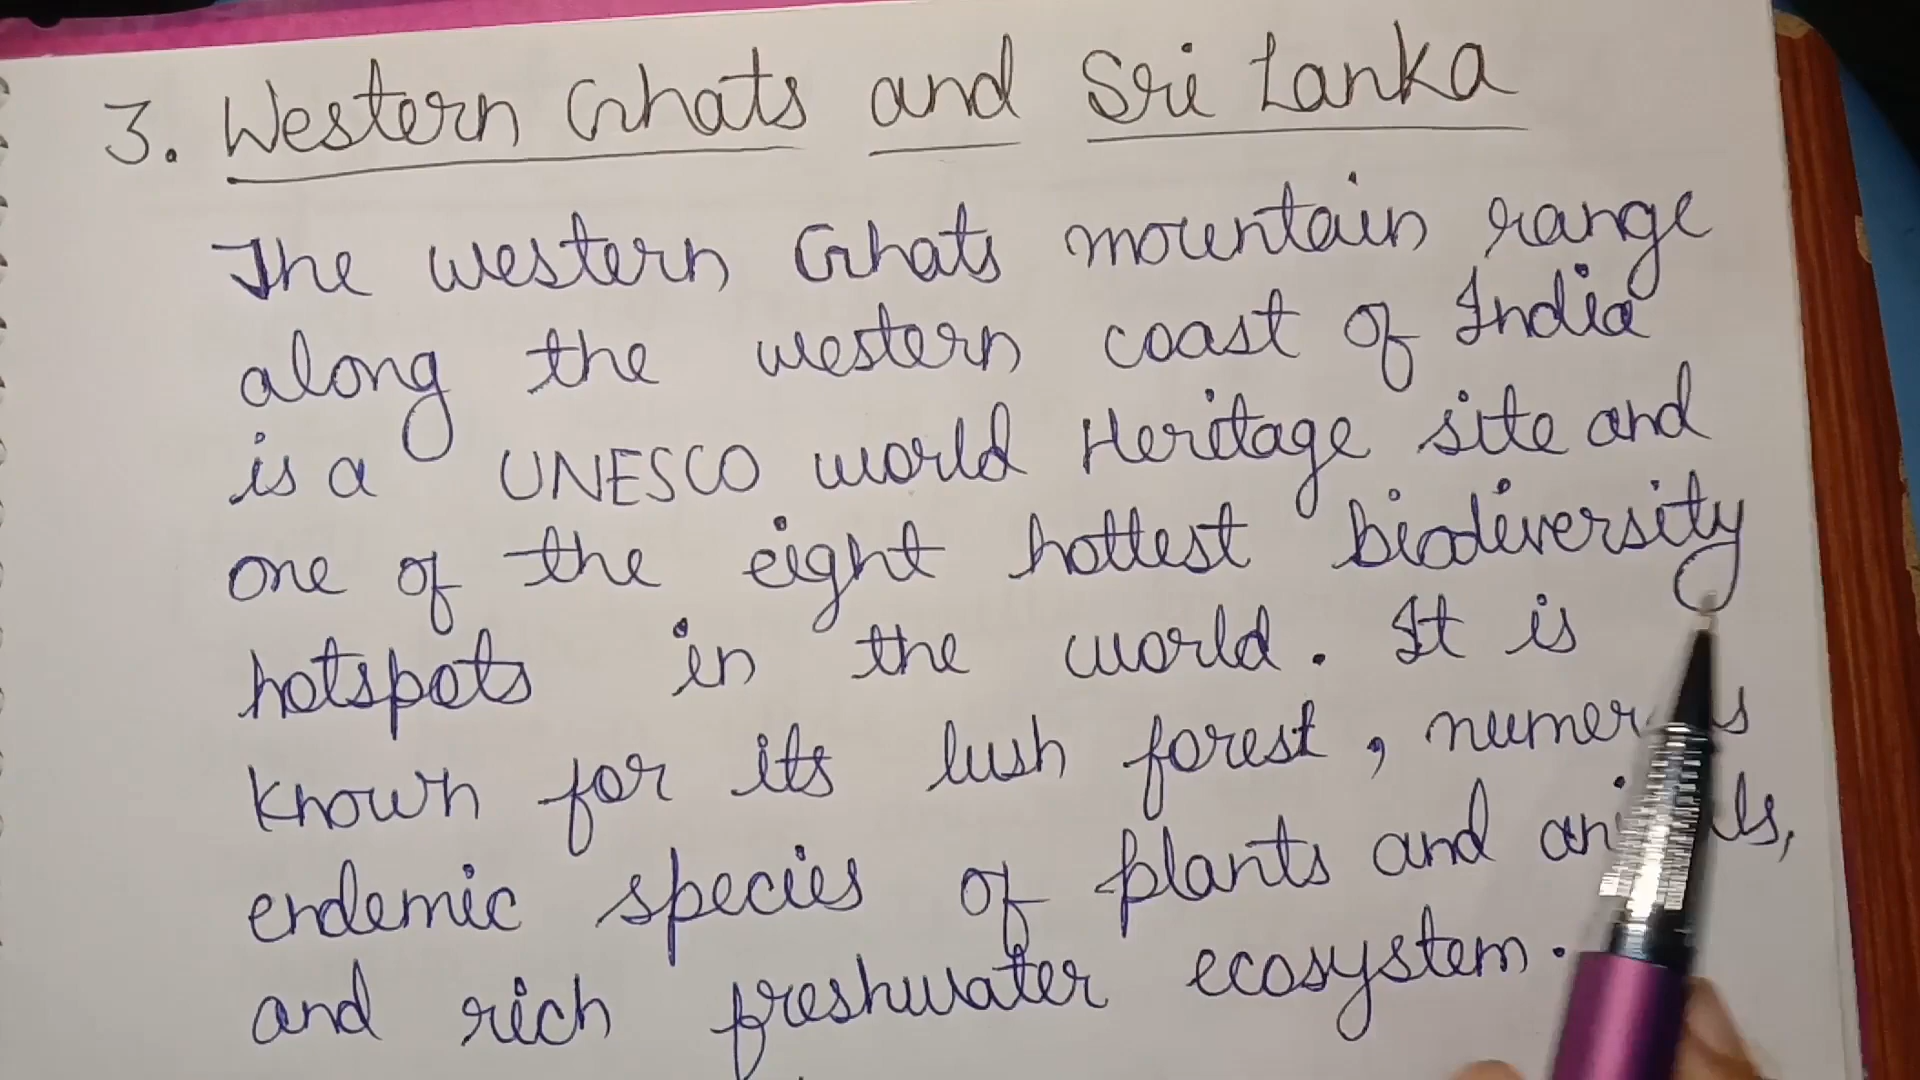 3. Western Ghats and Sri Lanka
The western Ghats mountain range
along the western coast of India
is a UNESCO world Heritage site and
one of the eight hottest biodiversity
hotspots in the world. It is
known for its lush forest,
endemic species of plants and
and rich freshwater ecosystem.